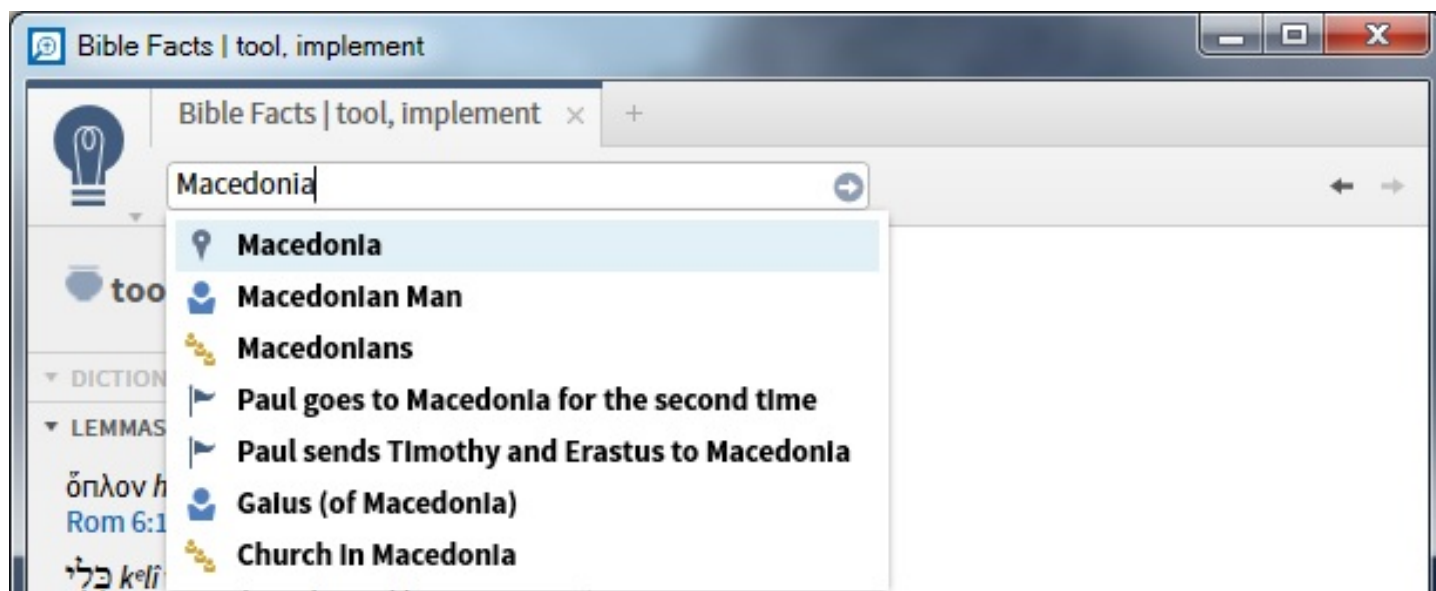 Bible Facts | tool, implement
Bible Facts | tool, implement
Macedonia
Macedonia
Macedonian Man
Macedonians
Paul goes to Macedonia for the second time
Paul sends Timothy and Erastus to Macedonia
Gaius (of Macedonia)
Church in Macedonia
too
DICTION
LEMMAS
ὅπλον h
Rom 6:1
כְּלִי kᵉlî